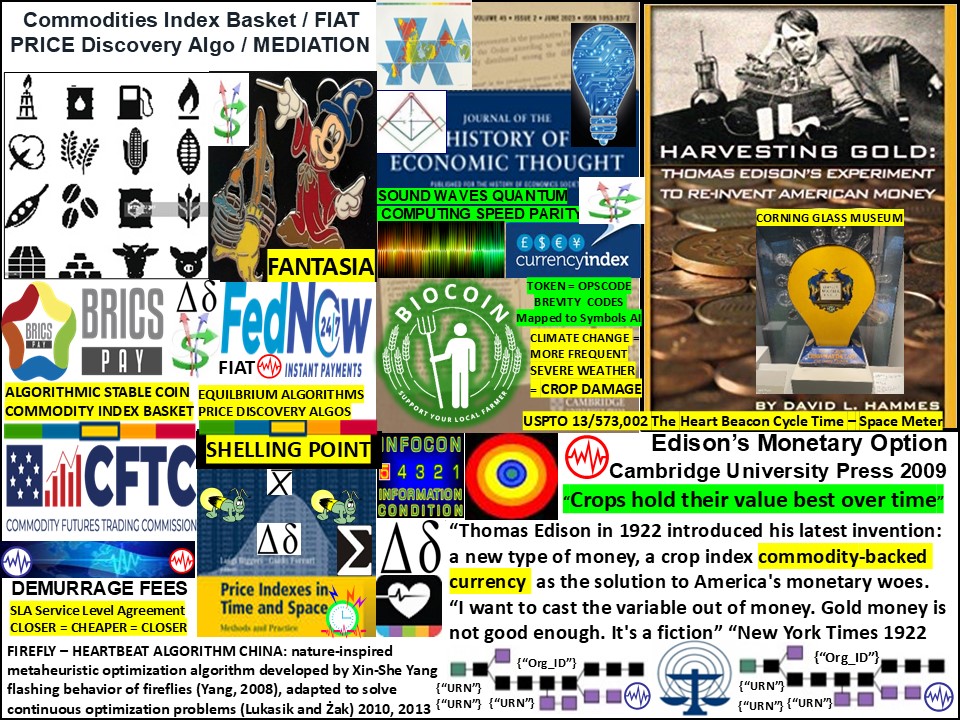 Commodities Index Basket / FIAT
PRICE Discovery Algo / MEDIATION
FANTASIA
VOLUME 45 • ISSUE 2 • JUNE 2023 • ISSN 1053-8372
JOURNAL OF THE
HISTORY OF
ECONOMIC THOUGHT
PUBLISHED FOR THE HISTORY OF ECONOMICS SOCIETY
SOUND WAVES QUANTUM
COMPUTING SPEED PARITY
£ $ € ¥
currencyindex
HARVESTING GOLD:
THOMAS EDISON'S EXPERIMENT
TO RE-INVENT AMERICAN MONEY
CORNING GLASS MUSEUM
BY DAVID L. HAMMES
BRICS
PAY
BRICS
PAY
Δδ
FedNow
24/7
FIAT
INSTANT PAYMENTS
BIOCOIN
SUPPORT YOUR LOCAL FARMER
TOKEN = OPSCODE
BREVITY CODES
Mapped to Symbols AI
CLIMATE CHANGE =
MORE FREQUENT
SEVERE WEATHER
= CROP DAMAGE
CAMBRIDGE
ALGORITHMIC STABLE COIN
COMMODITY INDEX BASKET
EQUILBRIUM ALGORITHMS
PRICE DISCOVERY ALGOS
USPTO 13/573,002 The Heart Beacon Cycle Time – Space Meter
SHELLING POINT
CFTC
COMMODITY FUTURES TRADING COMMISSION
X
Δδ
Σ
Price Indexes in
Time and Space
Methods and Practice
INFOCON
5 4 3 2 1
INFORMATION
CONDITION
Δδ
Edison's Monetary Option
Cambridge University Press 2009
“Crops hold their value best over time”
“Thomas Edison in 1922 introduced his latest invention:
a new type of money, a crop index commodity-backed
currency as the solution to America's monetary woes.
“I want to cast the variable out of money. Gold money is
not good enough. It's a fiction” “New York Times 1922
DEMURRAGE FEES
SLA Service Level Agreement
CLOSER = CHEAPER = CLOSER
FIREFLY – HEARTBEAT ALGORITHM CHINA: nature-inspired
metaheuristic optimization algorithm developed by Xin-She Yang
flashing behavior of fireflies (Yang, 2008), adapted to solve
continuous optimization problems (Lukasik and Żak) 2010, 2013
{“Org_ID”}
{“URN”}
{“URN”} {“URN”}
{“Org_ID”}
{“URN”}
{“URN”} {“URN”}